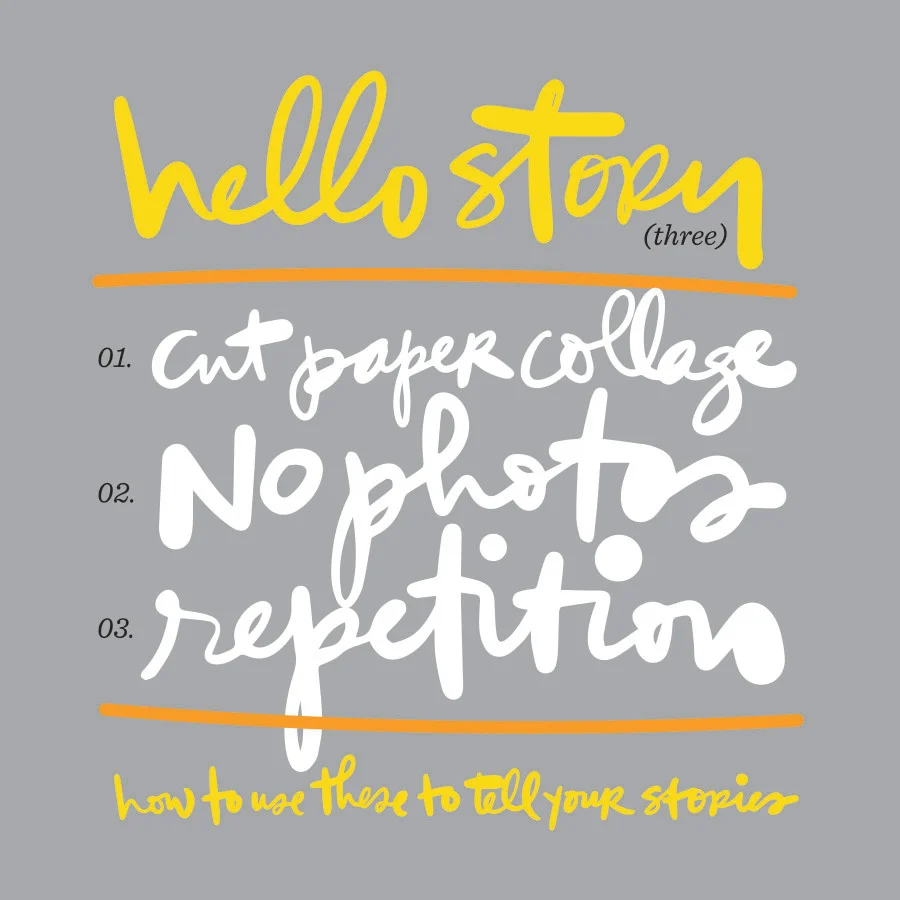 hello story
(three)
01. cut paper collage
02. No photos
03. repetition
how to use these to tell your stories